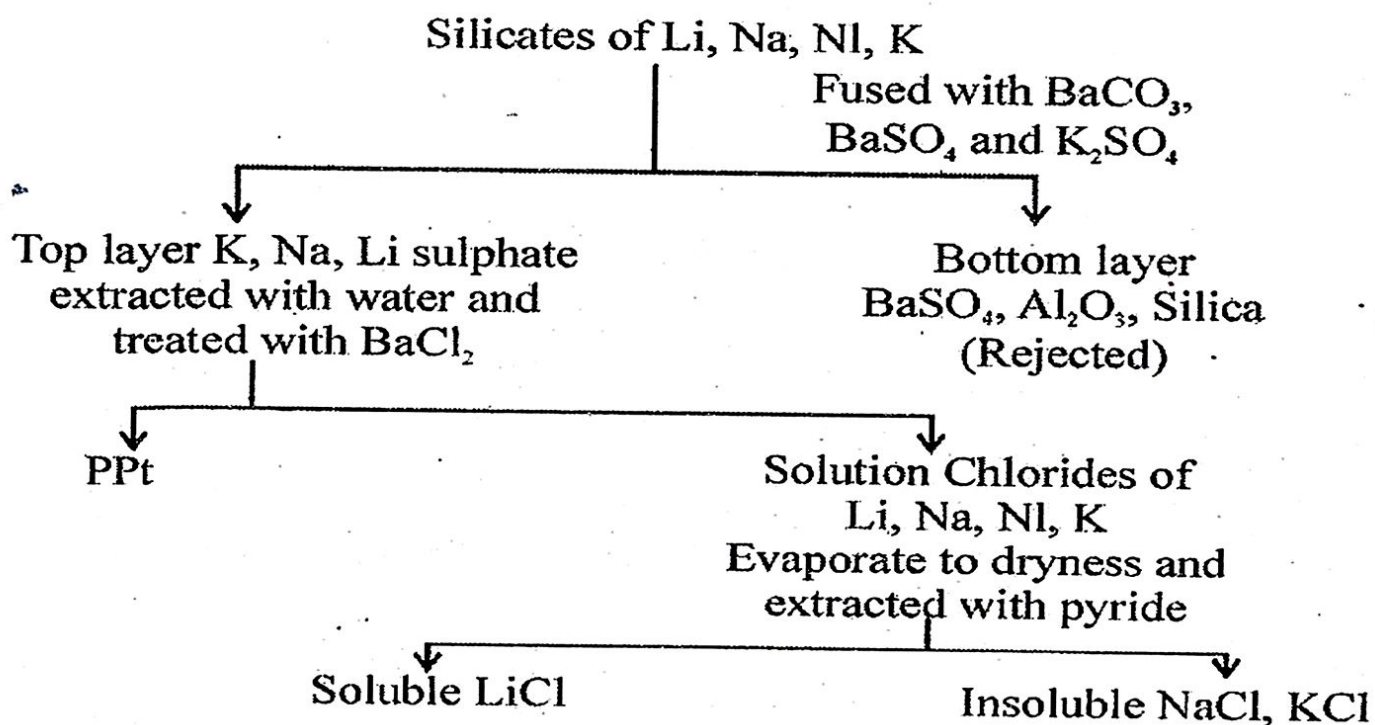 Silicates of Li, Na, Nl, K
Fused with BaCO₃,
BaSO₄ and K₂SO₄
Top layer K, Na, Li sulphate
extracted with water and
treated with BaCl₂
Bottom layer
BaSO₄, Al₂O₃, Silica
(Rejected)
PPt
Solution Chlorides of
Li, Na, Nl, K
Evaporate to dryness and
extracted with pyride
Soluble LiCl
Insoluble NaCl, KCl